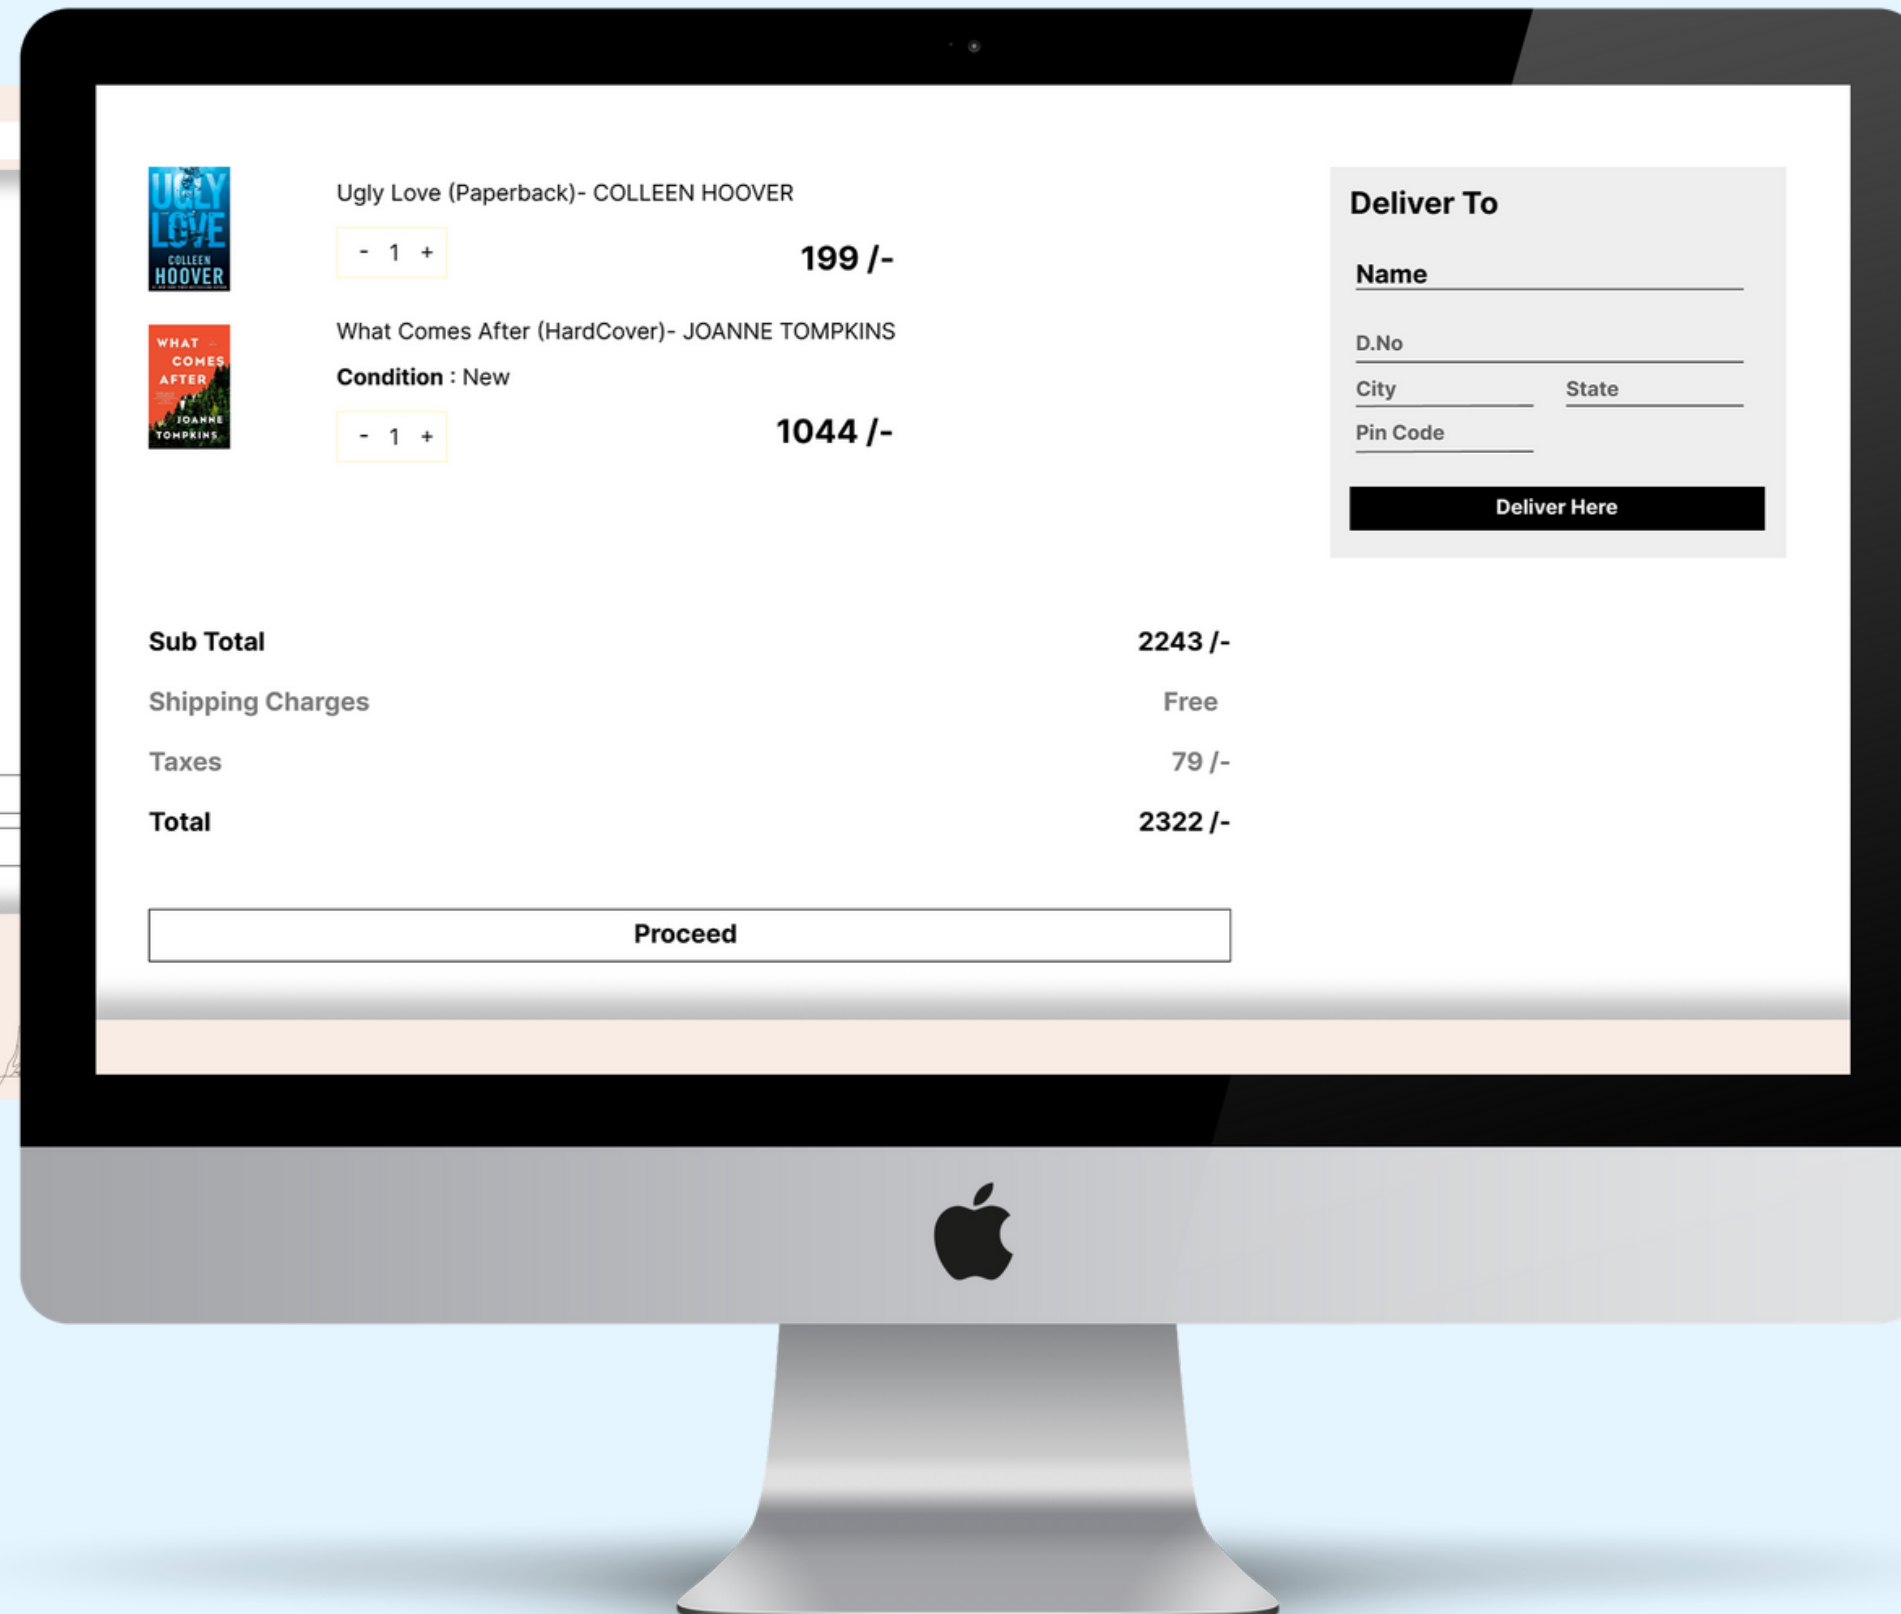 UGLY
LOVE
COLLEEN
HOOVER
Ugly Love (Paperback)- COLLEEN HOOVER
- 1 +
199 /-
WHAT
COMES
AFTER
JOANNE
TOMPKINS
What Comes After (HardCover)- JOANNE TOMPKINS
Condition : New
- 1 +
1044 /-
Sub Total 2243 /-
Shipping Charges Free
Taxes 79 /-
Total 2322 /-
Proceed
Deliver To
Name
D.No
City State
Pin Code
Deliver Here